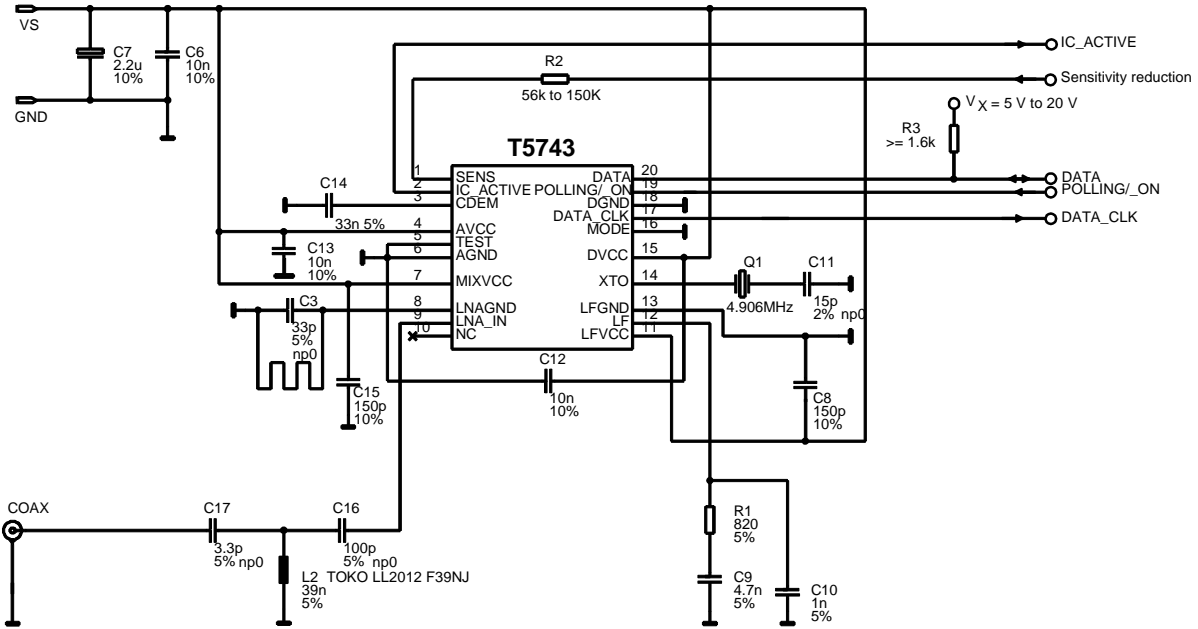 VS
C7
2.2u
10%
C6
10n
10%
GND
IC_ACTIVE
R2
56k to 150K
Sensitivity reduction
V X = 5 V to 20 V
R3
>= 1.6k
T5743
1 SENS DATA 20
2 IC_ACTIVE POLLING/_ON 19
3 CDEM DGND 18
DATA_CLK 17
4 AVCC MODE 16
5 TEST
6 AGND DVCC 15
7 MIXVCC XTO 14
8 LNAGND LFGND 13
9 LNA_IN LF 12
10 NC LFVCC 11
DATA
POLLING/_ON
DATA_CLK
C14
33n 5%
C13
10n
10%
C3
33p
5%
np0
C15
150p
10%
C12
10n
10%
Q1
4.906MHz
C11
15p
2% np0
C8
150p
10%
COAX
C17
3.3p
5% np0
C16
100p
5% np0
L2 TOKO LL2012 F39NJ
39n
5%
R1
820
5%
C9
4.7n
5%
C10
1n
5%